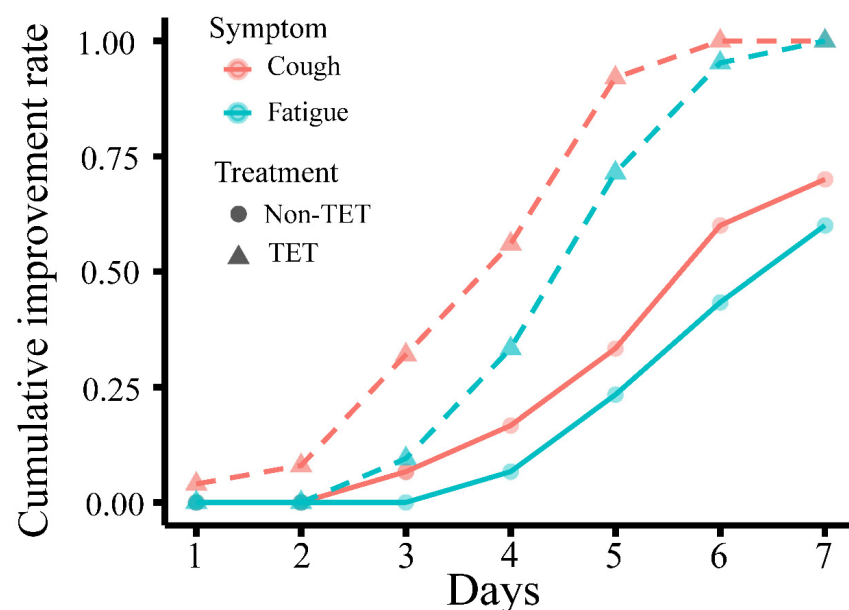 Symptom
Cough
Fatigue
Treatment
Non-TET
TET
Cumulative improvement rate
1.00
0.75
0.50
0.25
0.00
1 2 3 4 5 6 7
Days